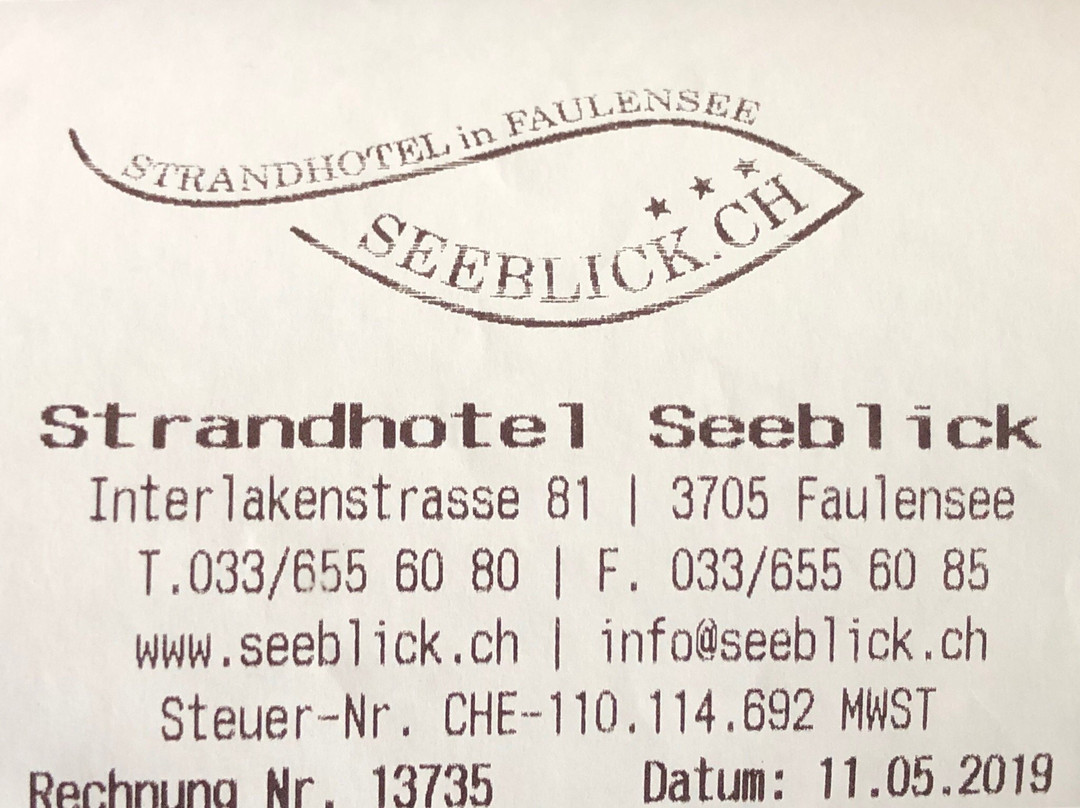 STRANDHOTEL in FAULENSEE
SEEBLICK.CH
Strandhotel Seeblick
Interlakenstrasse 81 | 3705 Faulensee
T.033/655 60 80 | F. 033/655 60 85
www.seeblick.ch | info@seeblick.ch
Steuer-Nr. CHE-110.114.692 MWST
Rechnung Nr. 13735 Datum: 11.05.2019